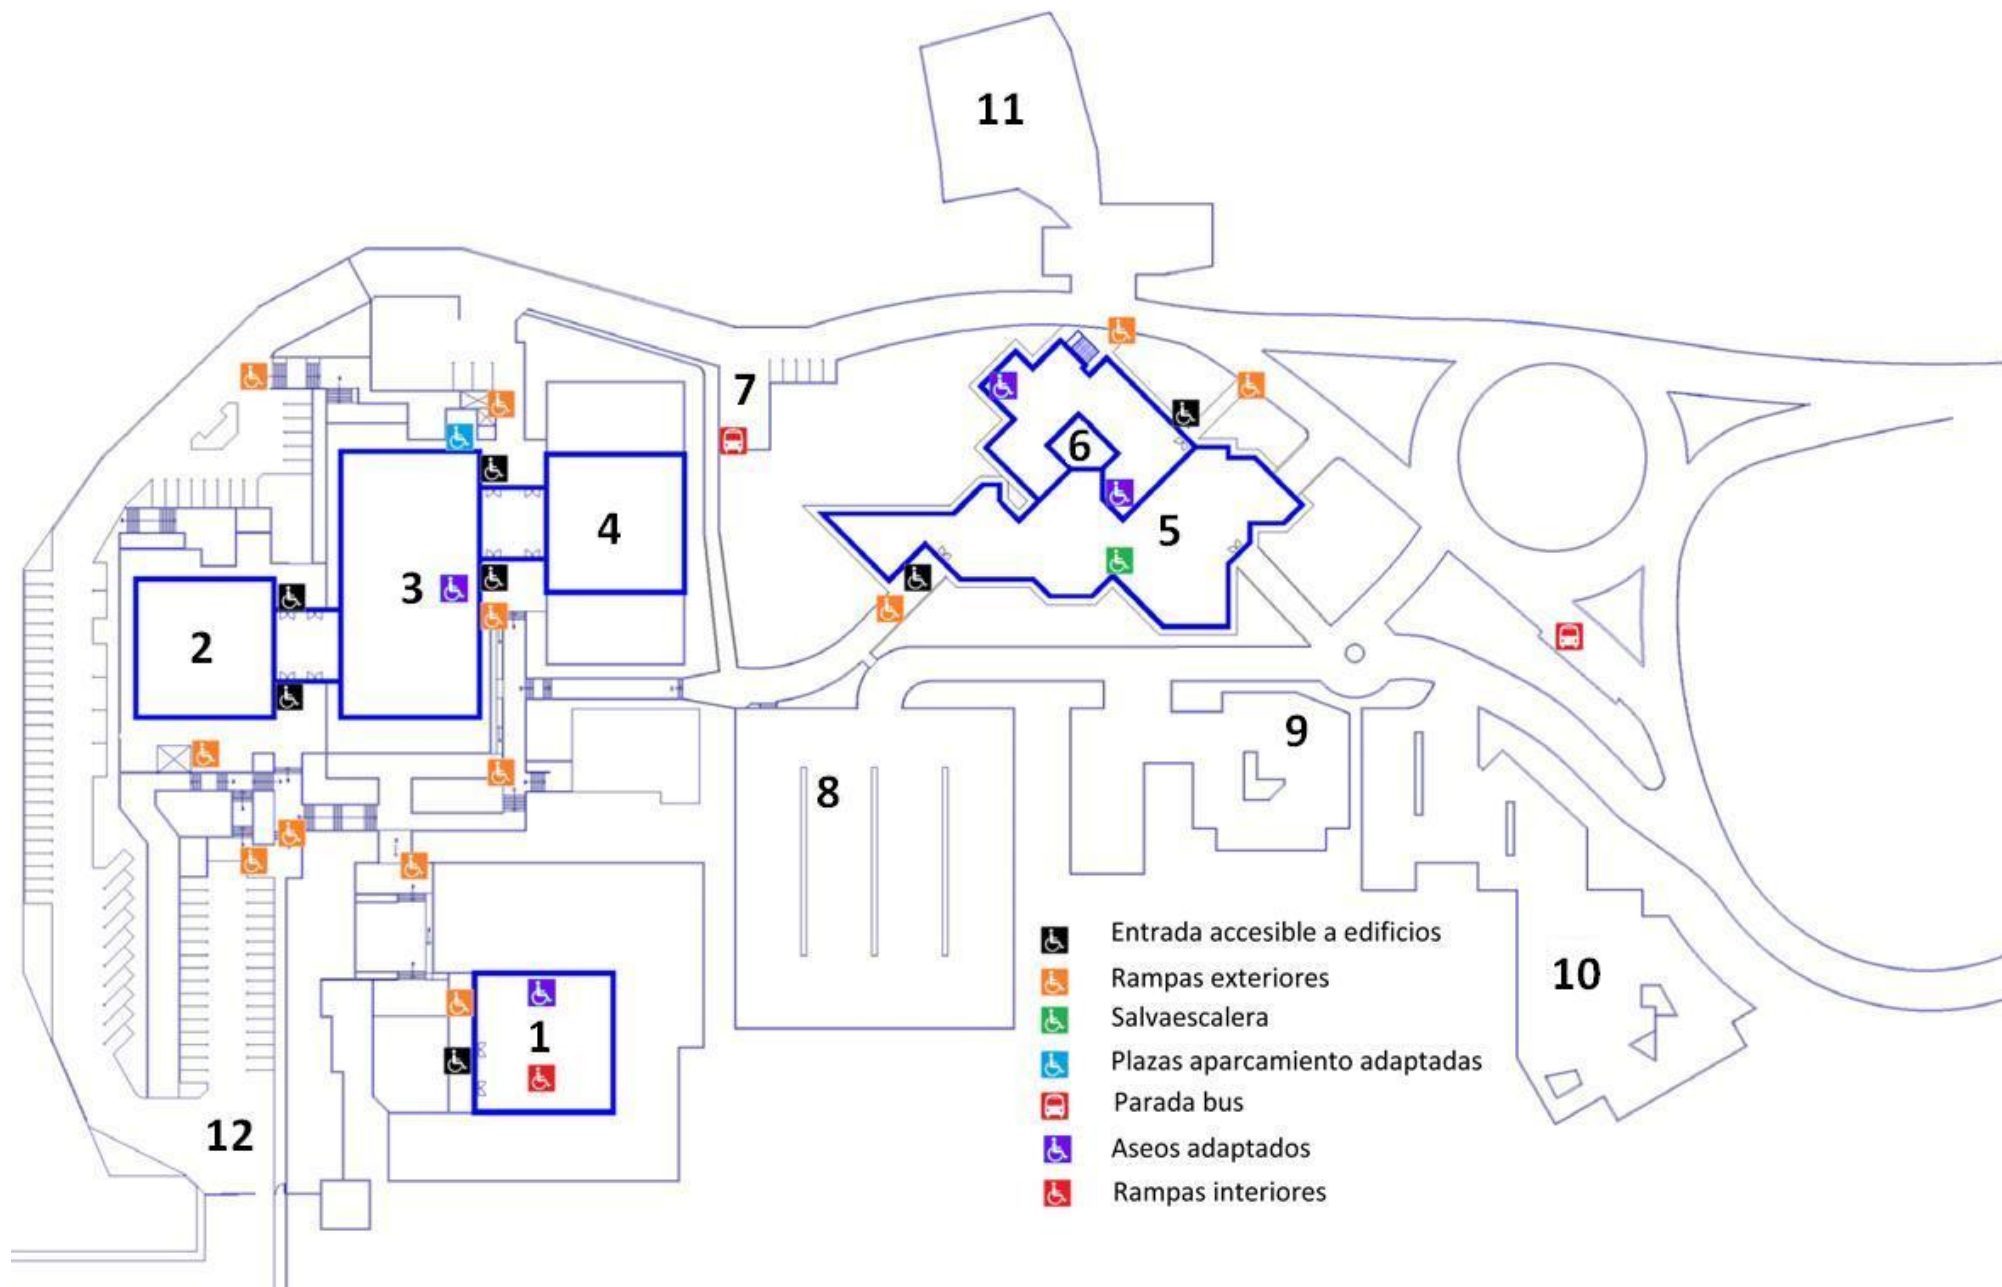 11
7
6
4
5
3
2
9
8
Entrada accesible a edificios
Rampas exteriores
Salvaescalera
Plazas aparcamiento adaptadas
Parada bus
Aseos adaptados
Rampas interiores
10
1
12